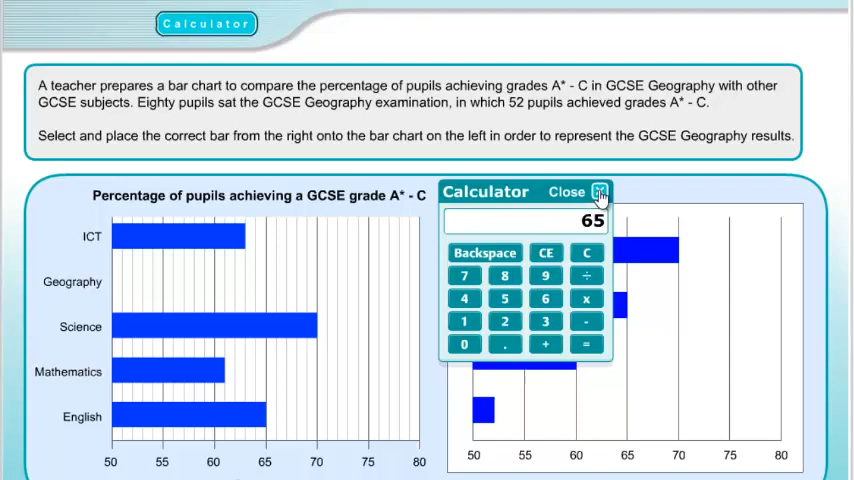 Calculator
A teacher prepares a bar chart to compare the percentage of pupils achieving grades A* - C in GCSE Geography with other
GCSE subjects. Eighty pupils sat the GCSE Geography examination, in which 52 pupils achieved grades A* - C.
Select and place the correct bar from the right onto the bar chart on the left in order to represent the GCSE Geography results.
Percentage of pupils achieving a GCSE grade A* - C
ICT
Geography
Science
Mathematics
English
50 55 60 65 70 75 80
Calculator Close
65
Backspace CE C
7 8 9 ÷
4 5 6 x
1 2 3 -
0 . + =
50 55 60 65 70 75 80